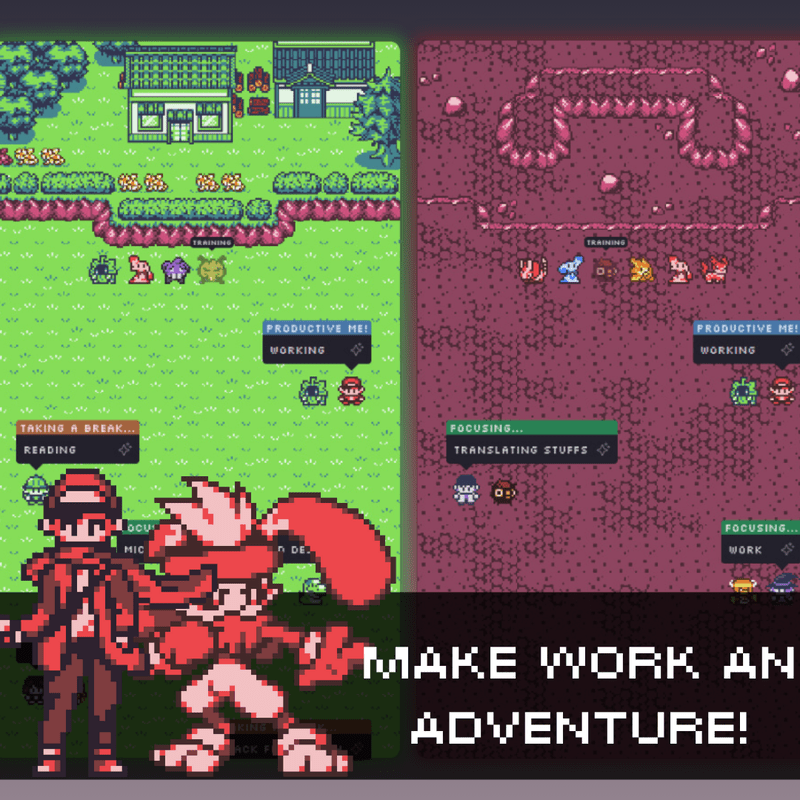 TRAINING
TRAINING
PRODUCTIVE ME!
WORKING
PRODUCTIVE ME!
WORKING
TAKING A BREAK...
READING
FOCUSING...
TRANSLATING STUFFS
FOCUSING...
WORK
MAKE WORK AN
ADVENTURE!